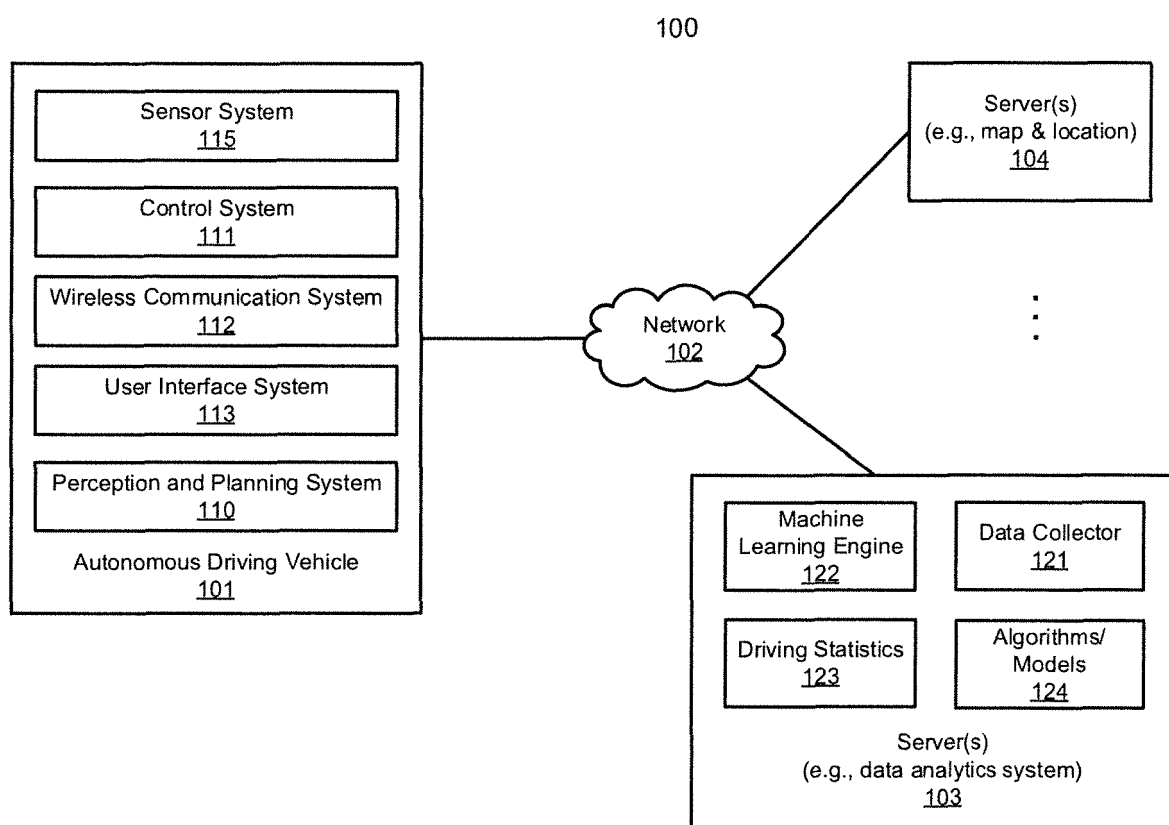 100
Sensor System
115
Control System
111
Wireless Communication System
112
User Interface System
113
Perception and Planning System
110
Autonomous Driving Vehicle
101
Network
102
Server(s)
(e.g., map & location)
104
Machine
Learning Engine
122
Data Collector
121
Driving Statistics
123
Algorithms/
Models
124
Server(s)
(e.g., data analytics system)
103